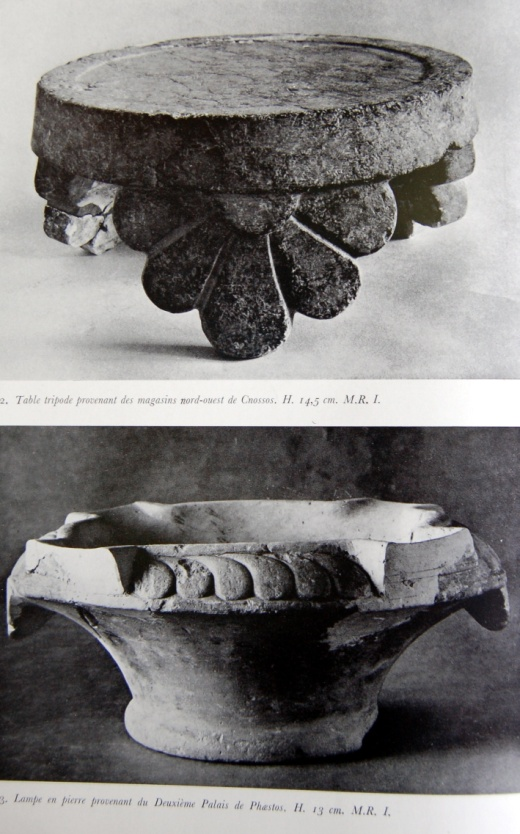 2. Table tripode provenant des magasins nord-ouest de Cnossos. H. 14,5 cm. M.R. I.
3. Lampe en pierre provenant du Deuxième Palais de Phæstos. H. 13 cm. M.R. I.